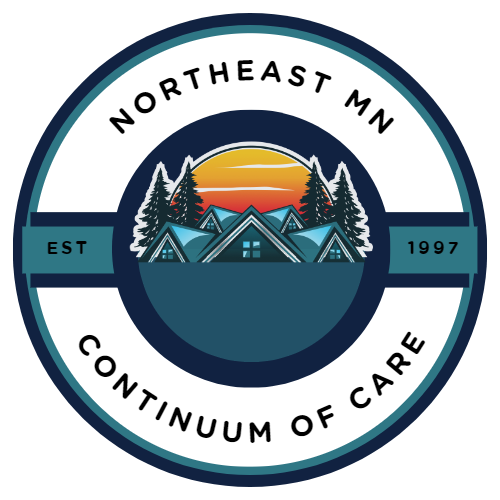 NORTHEAST MN
EST
1997
CONTINUUM OF CARE